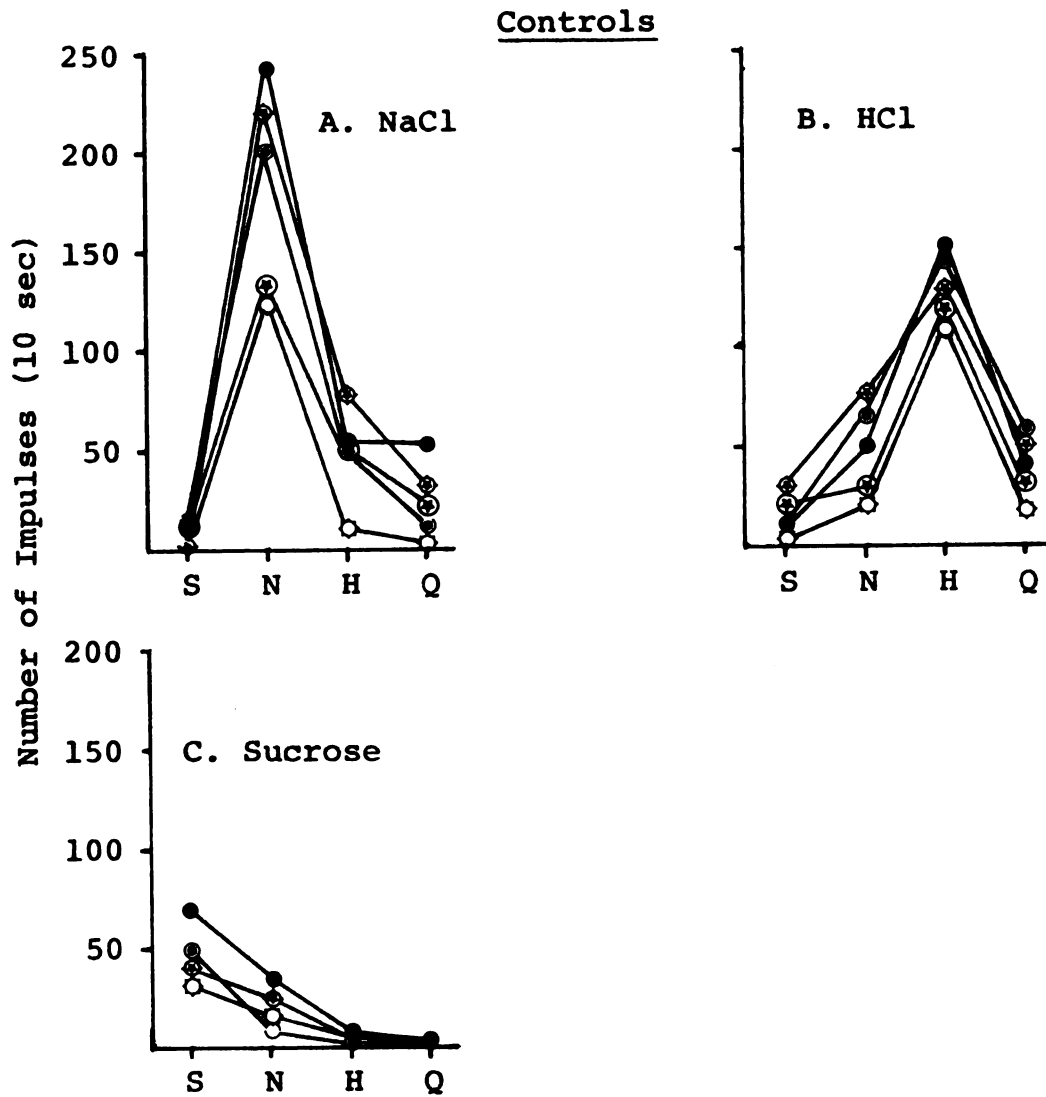 Controls
Number of Impulses (10 sec)
A. NaCl
250
200
150
100
50
S N H Q
B. HCl
S N H Q
C. Sucrose
200
150
100
50
S N H Q